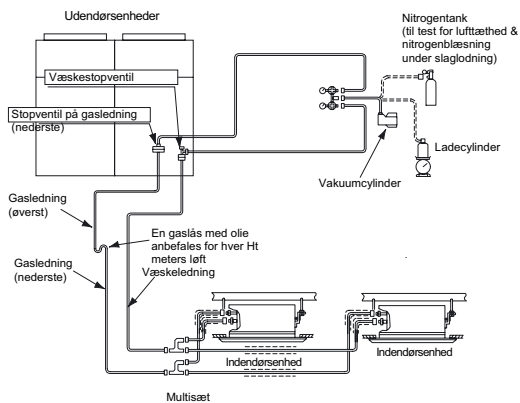 Udendørsenheder
Nitrogentank
(til test for lufttæthed &
nitrogenblæsning
under slaglodning)
Væskestopventil
Stopventil på gasledning
(nederste)
Ladecylinder
Vakuumcylinder
Gasledning
(øverst)
En gaslås med olie
anbefales for hver Ht
meters løft
Væskeledning
Gasledning
(nederste)
Indendørsenhed
Indendørsenhed
Multisæt